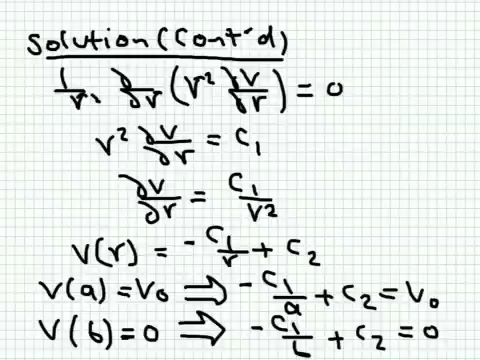 Solution (Cont'd)
1/r² ∂/∂r (r² ∂V/∂r) = 0
r² ∂V/∂r = C₁
∂V/∂r = C₁/r²
V(r) = -C₁/r + C₂
V(a) = V₀ ⟹ -C₁/a + C₂ = V₀
V(b) = 0 ⟹ -C₁/b + C₂ = 0